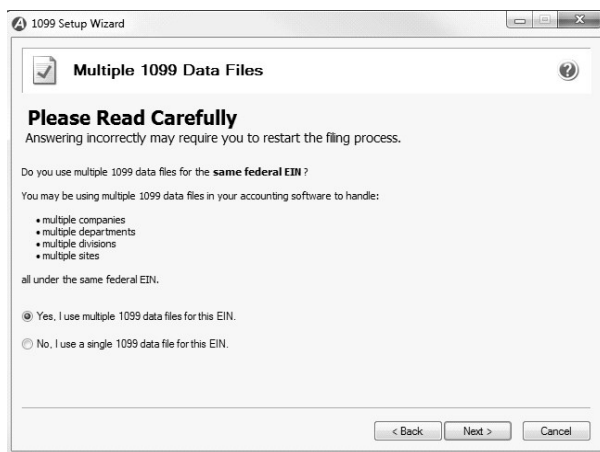 1099 Setup Wizard
Multiple 1099 Data Files
Please Read Carefully
Answering incorrectly may require you to restart the filing process.
Do you use multiple 1099 data files for the same federal EIN ?
You may be using multiple 1099 data files in your accounting software to handle:
• multiple companies
• multiple departments
• multiple divisions
• multiple sites
all under the same federal EIN.
Yes, I use multiple 1099 data files for this EIN.
No, I use a single 1099 data file for this EIN.
< Back Next > Cancel